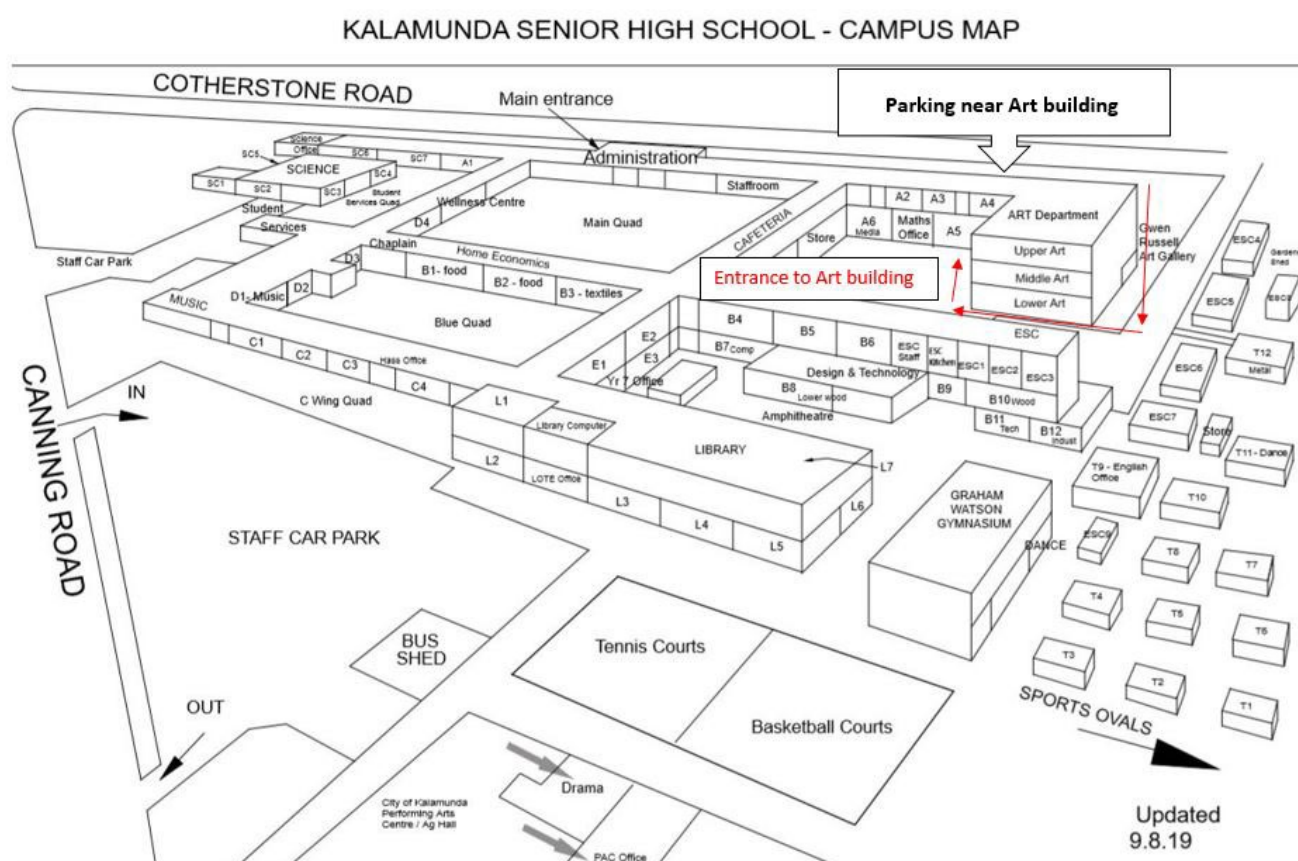 KALAMUNDA SENIOR HIGH SCHOOL - CAMPUS MAP
COTHERSTONE ROAD
Main entrance
Parking near Art building
Science
Office
SC5
SC6
SC7
A1
Administration
SCIENCE
SC1
SC2
SC3
SC4
Student
Services Quad
Student
Services
Staff Car Park
Wellness Centre
D4
Staffroom
Main Quad
CAFETERIA
Chaplain
Home Economics
D3
B1- food
B2 - food
B3 - textiles
D1- Music
D2
MUSIC
Blue Quad
Store
A2
A3
A4
A6
Media
Maths
Office
A5
ART Department
Upper Art
Middle Art
Lower Art
Gwen
Russell
Art Gallery
Entrance to Art building
ESC4
Garden
Shed
ESC5
ESC8
ESC
C1
C2
C3
Hass Office
C4
C Wing Quad
E1
E2
E3
Yr 7 Office
B4
B5
B6
ESC
Staff
ESC
Kitchen
ESC1
ESC2
ESC3
B7 Comp
Design & Technology
B8
Lower wood
B9
B10 Wood
B11
Tech
B12
Indust
Amphitheatre
ESC6
T12
Metal
ESC7
Store
T11 - Dance
CANNING ROAD
IN
L1
Library Computer
LIBRARY
L7
L2
LOTE Office
L3
L4
L5
L6
GRAHAM
WATSON
GYMNASIUM
DANCE
T9 - English
Office
T10
ESC9
T8
T7
T4
T5
T6
T3
T2
T1
STAFF CAR PARK
BUS
SHED
OUT
Tennis Courts
Basketball Courts
SPORTS OVALS
Drama
City of Kalamunda
Performing Arts
Centre / Ag Hall
PAC Office
Updated
9.8.19